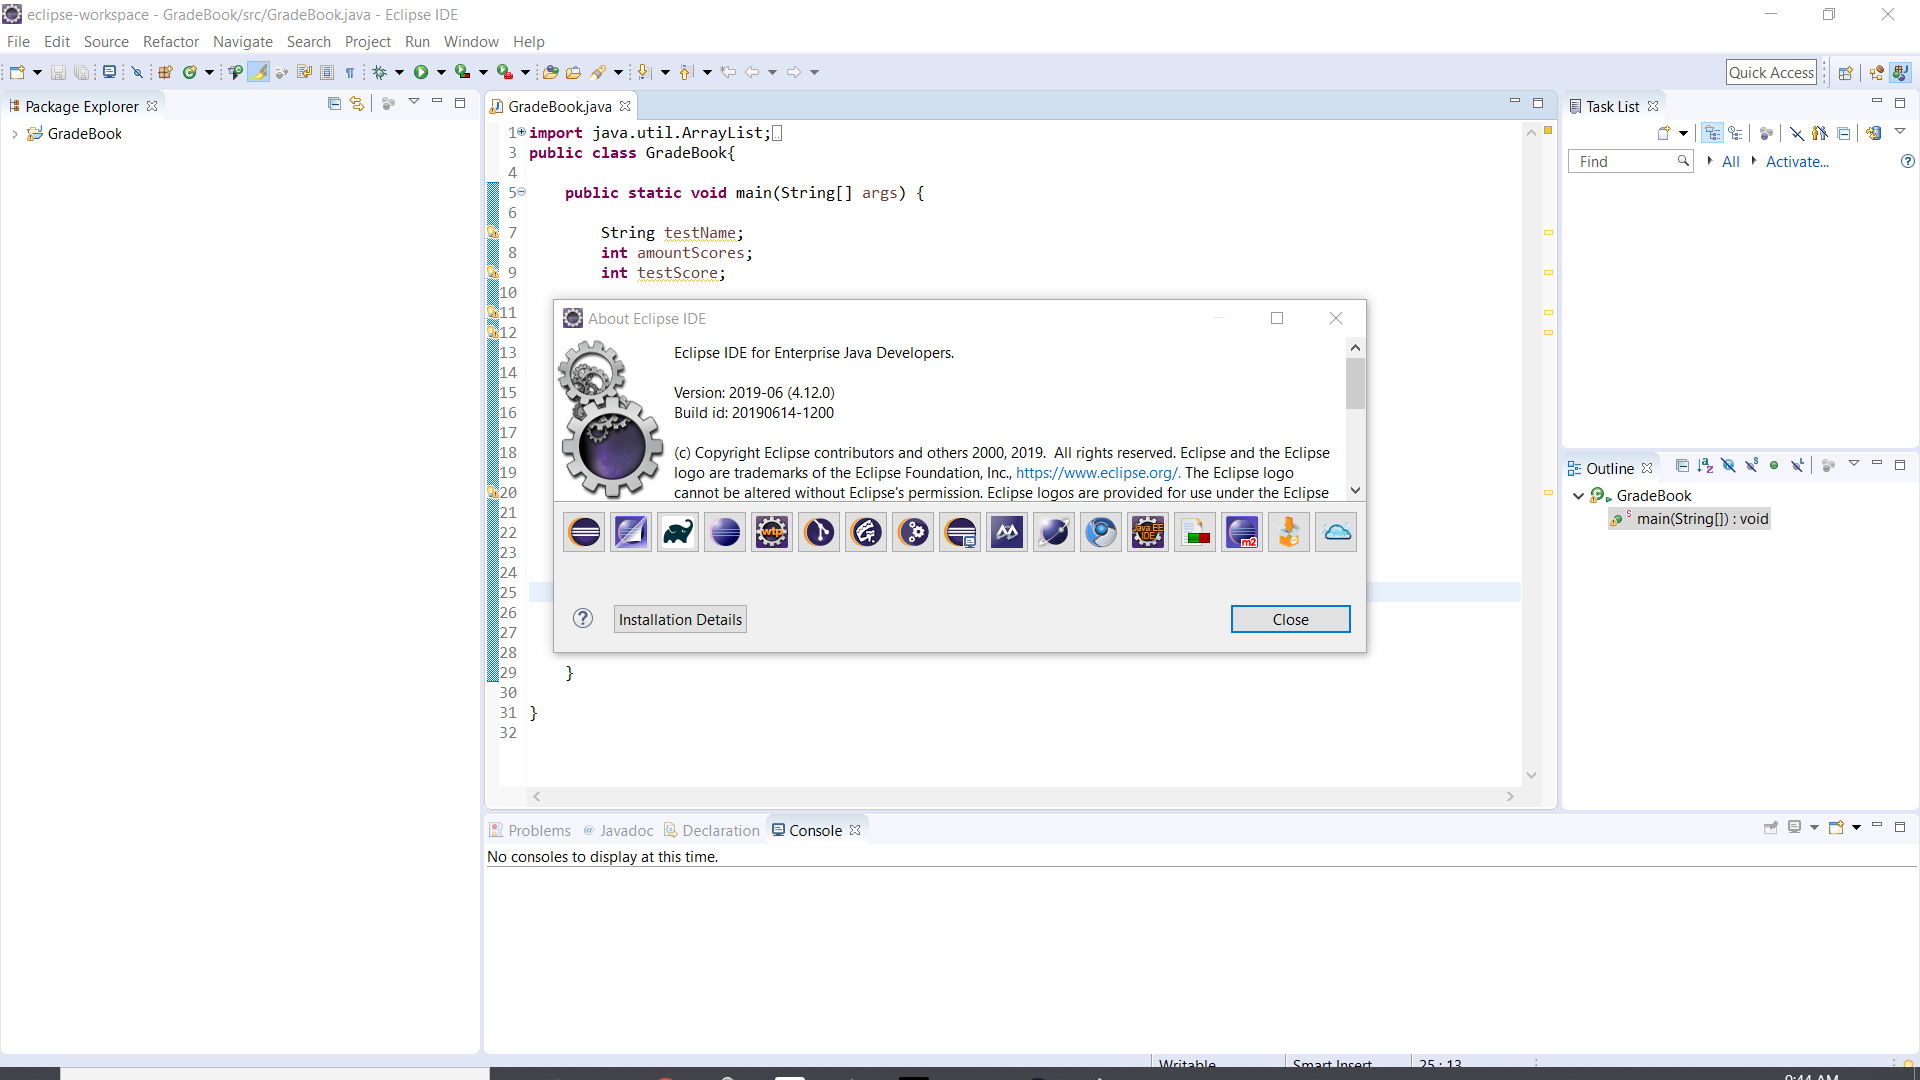 eclipse-workspace - GradeBook/src/GradeBook.java - Eclipse IDE
File Edit Source Refactor Navigate Search Project Run Window Help
Quick Access
Package Explorer
GradeBook
GradeBook.java
1 import java.util.ArrayList;
3 public class GradeBook{
4
5 public static void main(String[] args) {
6
7 String testName;
8 int amountScores;
9 int testScore;
10
11
12
13
14
15
16
17
18
19
20
21
22
23
24
25
26
27
28
29 }
30
31 }
32
About Eclipse IDE
Eclipse IDE for Enterprise Java Developers.
Version: 2019-06 (4.12.0)
Build id: 20190614-1200
(c) Copyright Eclipse contributors and others 2000, 2019. All rights reserved. Eclipse and the Eclipse
logo are trademarks of the Eclipse Foundation, Inc., https://www.eclipse.org/. The Eclipse logo
cannot be altered without Eclipse's permission. Eclipse logos are provided for use under the Eclipse
wtp
Java EE
IDE
m2
Installation Details
Close
Task List
Find
All
Activate...
Outline
GradeBook
main(String[]) : void
Problems
@ Javadoc
Declaration
Console
No consoles to display at this time.
Writable
Smart Insert
25 : 13
9:44 AM